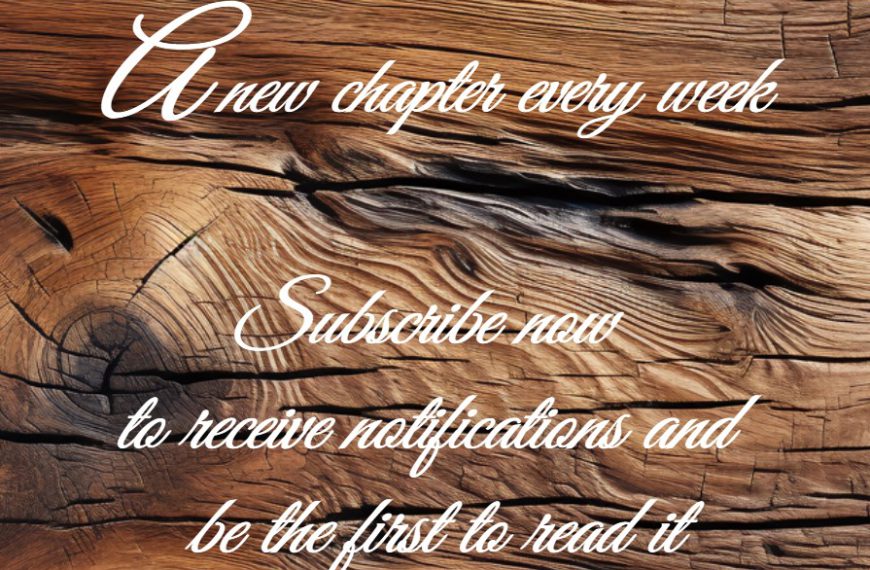 A new chapter every week
Subscribe now
to receive notifications and
be the first to read it